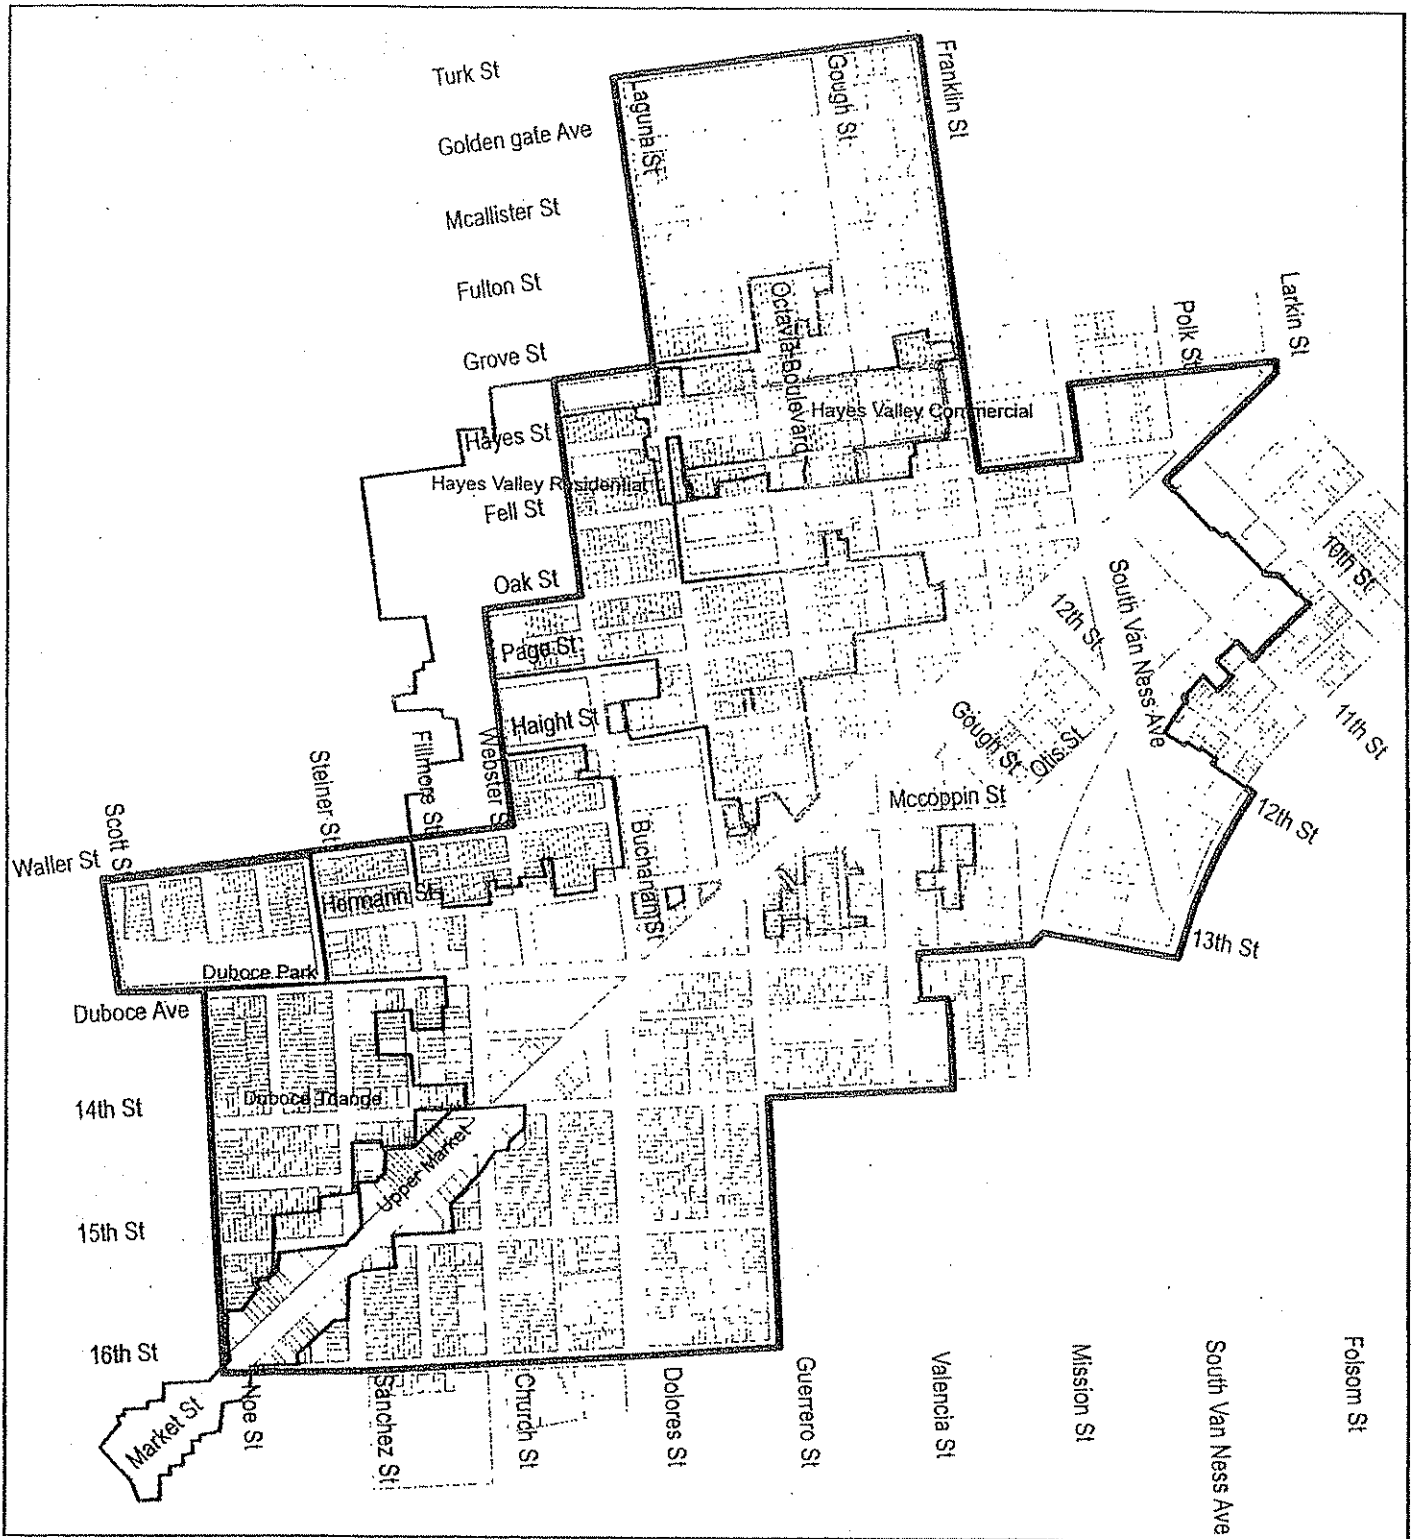 Turk St
Golden gate Ave
Mcallister St
Fulton St
Grove St
Hayes St
Hayes Valley Residential
Fell St
Oak St
Page St
Haight St
Laguna St
Gough St
Franklin St
Octavia Boulevard
Hayes Valley Commercial
Polk St
Larkin St
10th St
11th St
12th St
South Van Ness Ave
12th St
Gough St
Otis St
Mccoppin St
13th St
Scott St
Steiner St
Fillmore St
Webster St
Buchanan St
Waller St
Hermann St
Duboce Park
Duboce Ave
14th St
Duboce Triange
Upper Market
15th St
16th St
Market St
Noe St
Sanchez St
Church St
Dolores St
Guerrero St
Valencia St
Mission St
South Van Ness Ave
Folsom St